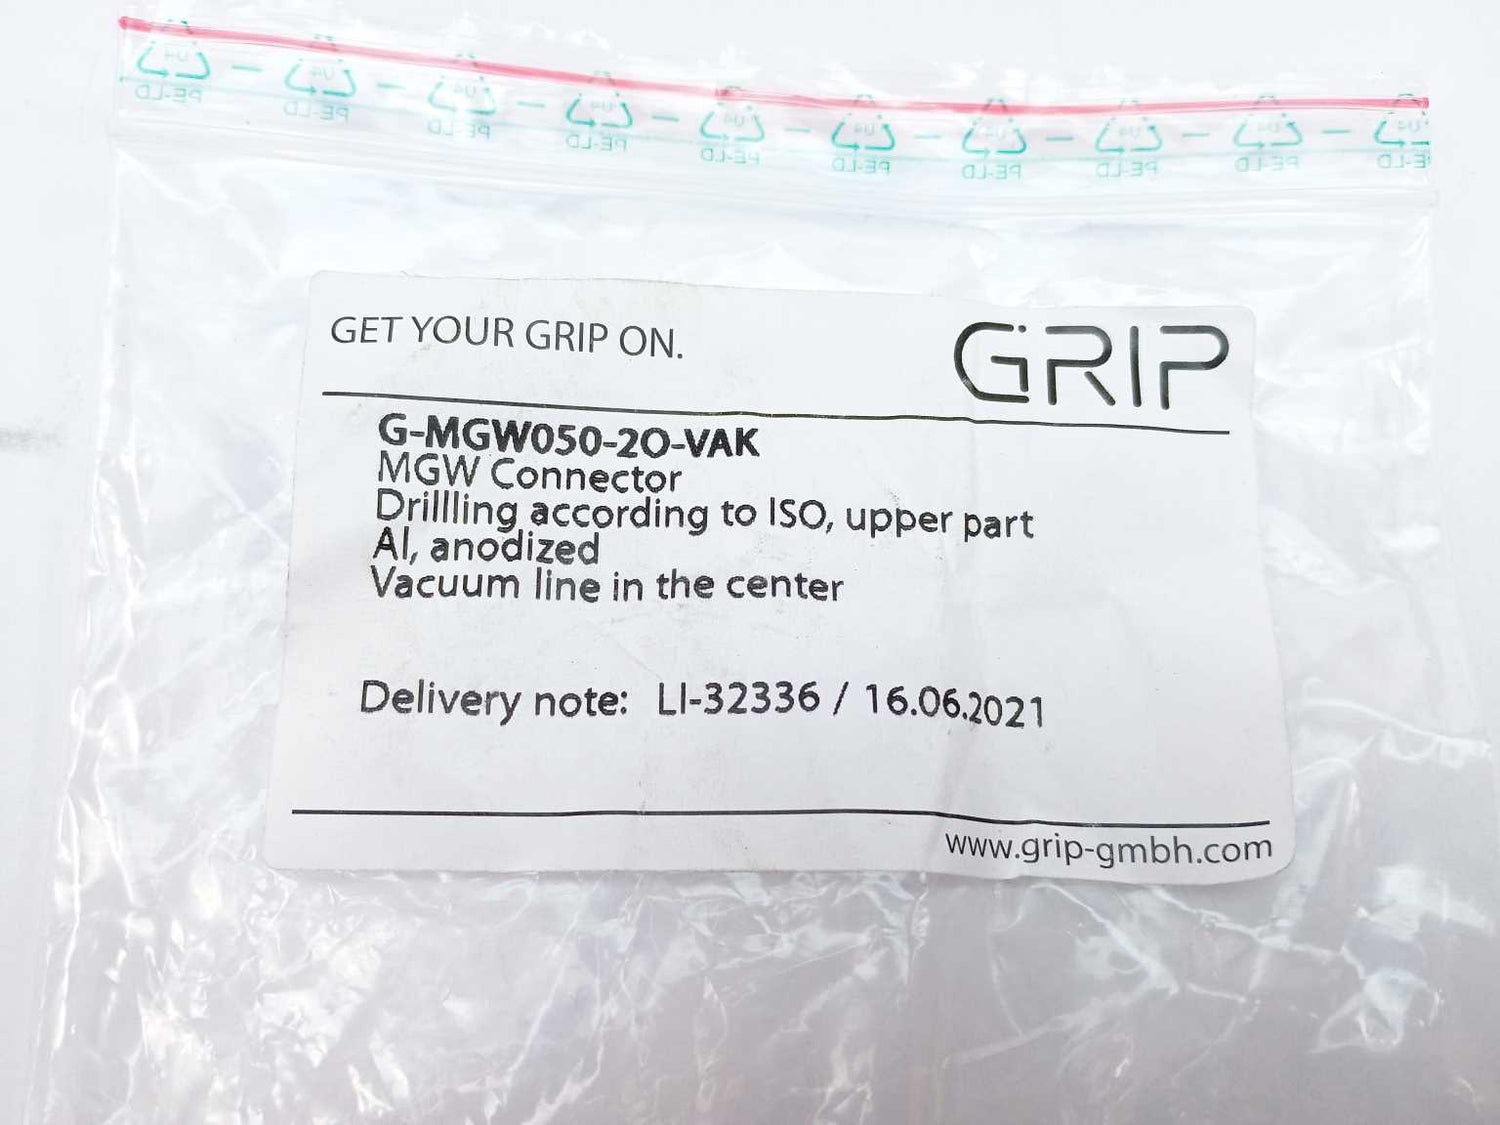 GET YOUR GRIP ON.
GRIP
G-MGW050-2O-VAK
MGW Connector
Drillling according to ISO, upper part
Al, anodized
Vacuum line in the center
Delivery note: LI-32336 / 16.06.2021
www.grip-gmbh.com